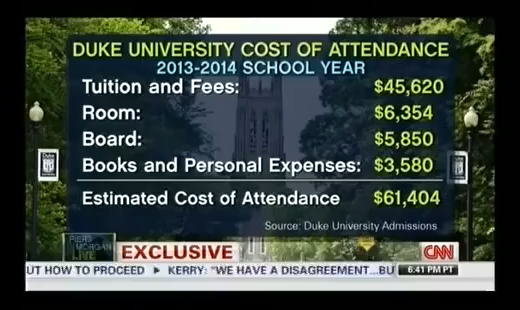 DUKE UNIVERSITY COST OF ATTENDANCE
2013-2014 SCHOOL YEAR
Tuition and Fees: $45,620
Room: $6,354
Board: $5,850
Books and Personal Expenses: $3,580
Estimated Cost of Attendance $61,404
Source: Duke University Admissions
Duke
PIERS
MORGAN
LIVE
EXCLUSIVE
CNN
UT HOW TO PROCEED ▶ KERRY: "WE HAVE A DISAGREEMENT...BU
6:41 PM PT